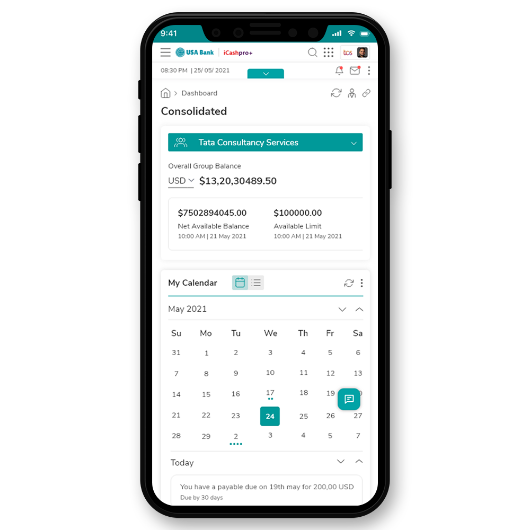 9:41
USA Bank iCashpro+ tcs
08:30 PM | 25/ 05/ 2021
Dashboard
Consolidated
Tata Consultancy Services
Overall Group Balance
USD $13,20,30489.50
$7502894045.00 $100000.00
Net Available Balance Available Limit
10:00 AM | 21 May 2021 10:00 AM | 21 May 2021
My Calendar
May 2021
Su Mo Tu We Th Fr Sa
31 1 2 3 4 5 6
7 8 9 10 11 12 13
14 15 16 17 18 19
21 22 23 24 25 26 27
28 29 2 3 4 5 7
Today
You have a payable due on 19th may for 200,00 USD
Due by 30 days